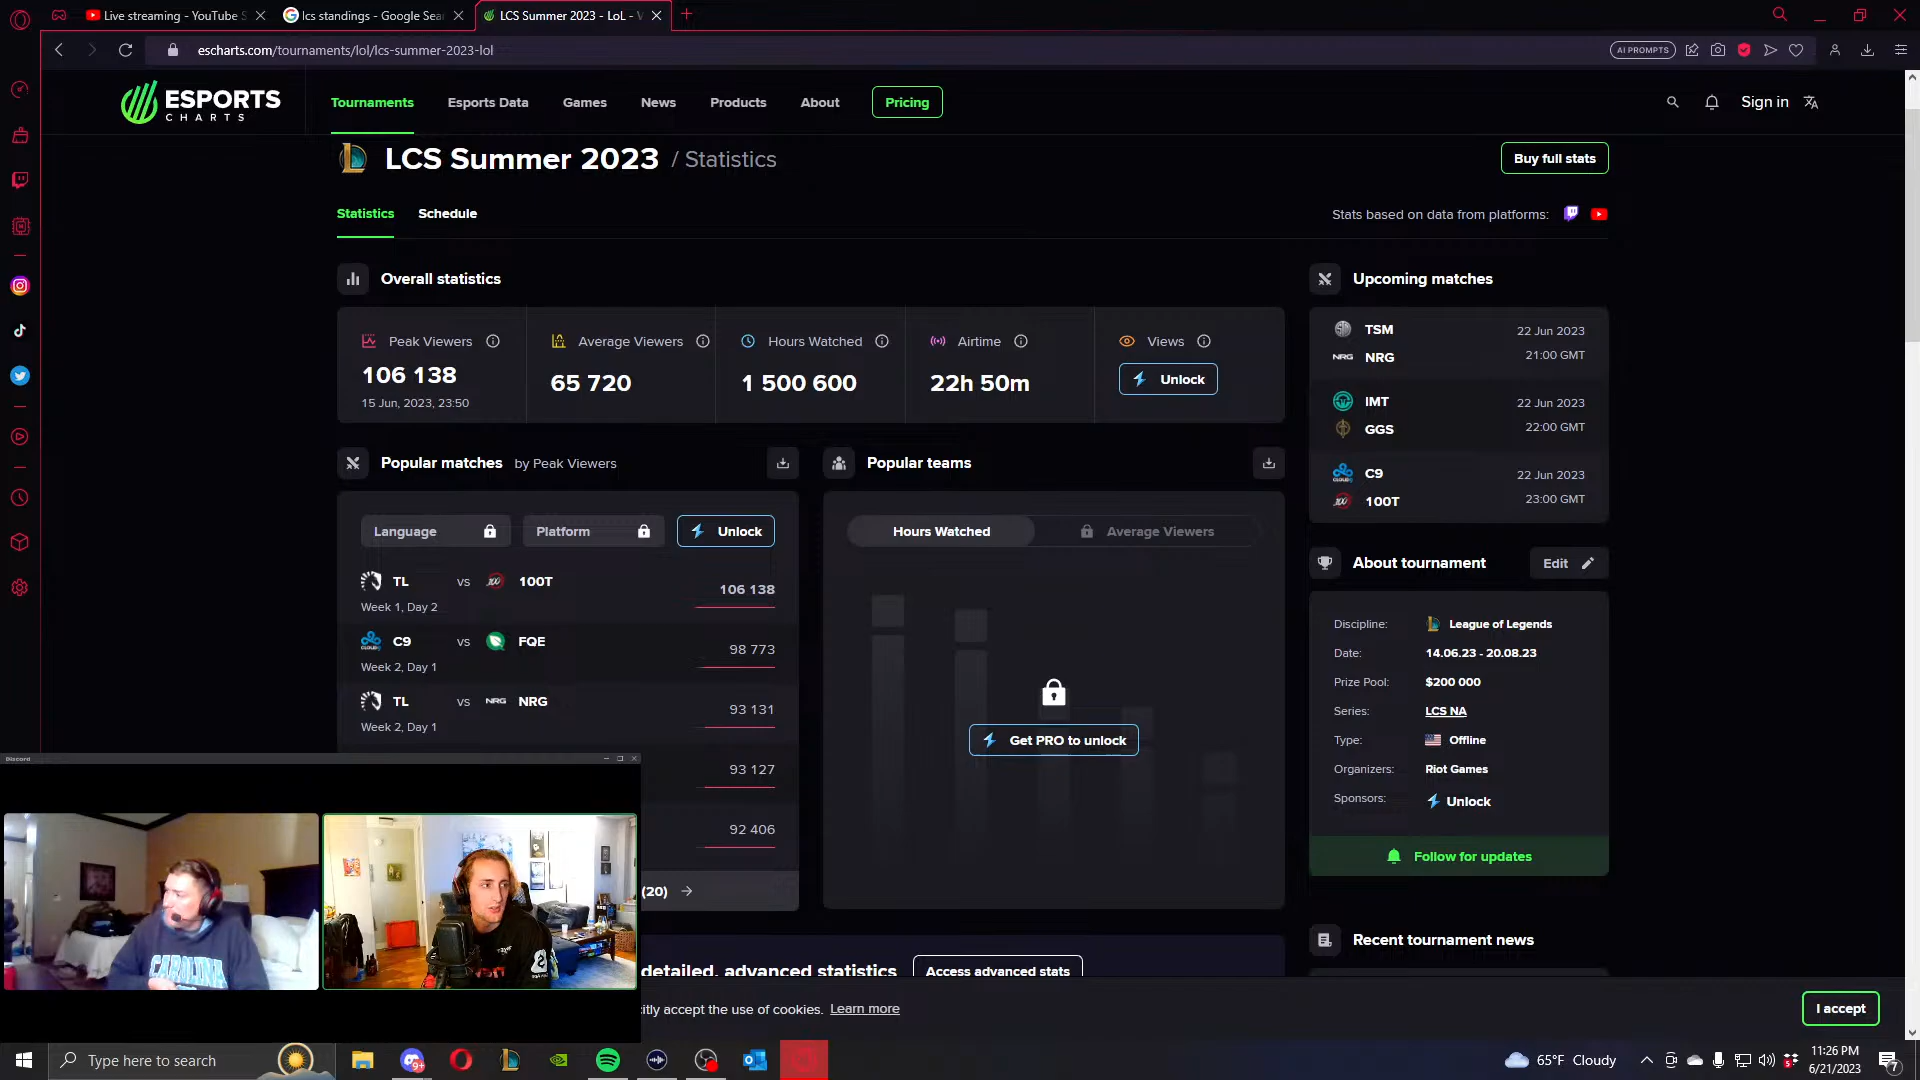 Live streaming - YouTube S
lcs standings - Google Sear
LCS Summer 2023 - LoL - V
escharts.com/tournaments/lol/lcs-summer-2023-lol
AI PROMPTS
ESPORTS
CHARTS
Tournaments
Esports Data
Games
News
Products
About
Pricing
Sign in
LCS Summer 2023 / Statistics
Buy full stats
Statistics
Schedule
Stats based on data from platforms:
Overall statistics
Peak Viewers
106 138
15 Jun, 2023, 23:50
Average Viewers
65 720
Hours Watched
1 500 600
Airtime
22h 50m
Views
Unlock
Popular matches by Peak Viewers
Language
Platform
Unlock
TL vs 100T
106 138
Week 1, Day 2
C9 vs FQE
98 773
Week 2, Day 1
TL vs NRG
93 131
Week 2, Day 1
93 127
92 406
(20)
Popular teams
Hours Watched
Average Viewers
Get PRO to unlock
Upcoming matches
TSM
22 Jun 2023
NRG
21:00 GMT
IMT
22 Jun 2023
GGS
22:00 GMT
C9
22 Jun 2023
100T
23:00 GMT
About tournament
Edit
Discipline: League of Legends
Date: 14.06.23 - 20.08.23
Prize Pool: $200 000
Series: LCS NA
Type: Offline
Organizers: Riot Games
Sponsors: Unlock
Follow for updates
Recent tournament news
detailed, advanced statistics
Access advanced stats
itly accept the use of cookies. Learn more
I accept
Discord
CAROLINA
Type here to search
9+
65°F Cloudy
11:26 PM
6/21/2023
7